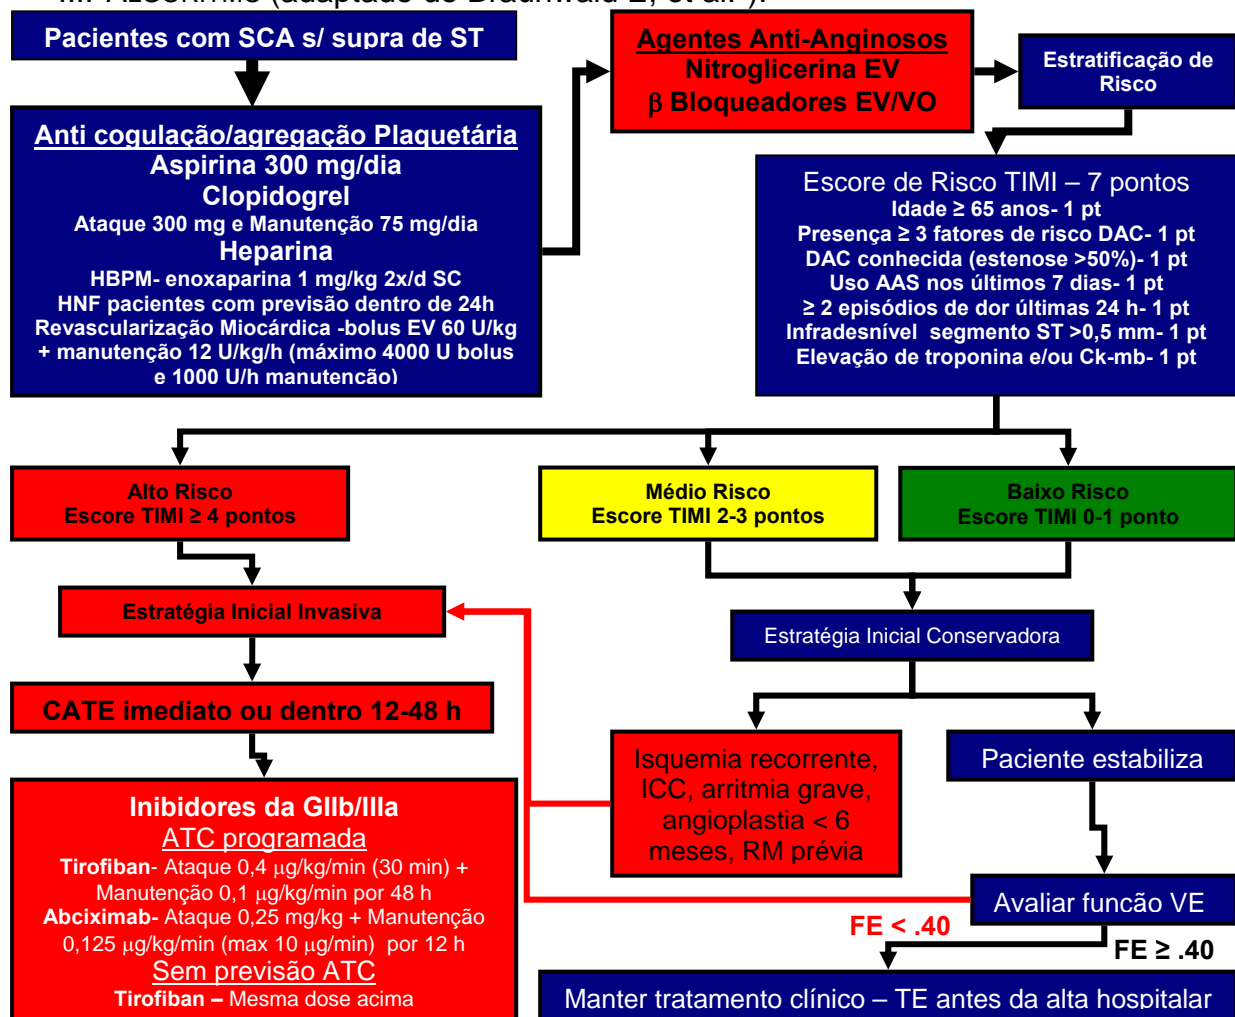 III. ALGORITMO (adaptado de Braunwald E, et al. ).
Pacientes com SCA s/ supra de ST
Anti cogulação/agregação Plaquetária
Aspirina 300 mg/dia
Clopidogrel
Ataque 300 mg e Manutenção 75 mg/dia
Heparina
HBPM- enoxaparina 1 mg/kg 2x/d SC
HNF pacientes com previsão dentro de 24h
Revascularização Miocárdica -bolus EV 60 U/kg
+ manutenção 12 U/kg/h (máximo 4000 U bolus
e 1000 U/h manutenção)
Agentes Anti-Anginosos
Nitroglicerina EV
β Bloqueadores EV/VO
Estratificação de
Risco
Escore de Risco TIMI – 7 pontos
Idade ≥ 65 anos- 1 pt
Presença ≥ 3 fatores de risco DAC- 1 pt
DAC conhecida (estenose >50%)- 1 pt
Uso AAS nos últimos 7 dias- 1 pt
≥ 2 episódios de dor últimas 24 h- 1 pt
Infradesnível segmento ST >0,5 mm- 1 pt
Elevação de troponina e/ou Ck-mb- 1 pt
Alto Risco
Escore TIMI ≥ 4 pontos
Médio Risco
Escore TIMI 2-3 pontos
Baixo Risco
Escore TIMI 0-1 ponto
Estratégia Inicial Invasiva
Estratégia Inicial Conservadora
CATE imediato ou dentro 12-48 h
Isquemia recorrente,
ICC, arritmia grave,
angioplastia < 6
meses, RM prévia
Paciente estabiliza
Inibidores da GIIb/IIIa
ATC programada
Tirofiban- Ataque 0,4 µg/kg/min (30 min) +
Manutenção 0,1 µg/kg/min por 48 h
Abciximab- Ataque 0,25 mg/kg + Manutenção
0,125 µg/kg/min (max 10 µg/min) por 12 h
Sem previsão ATC
Tirofiban – Mesma dose acima
Avaliar função VE
FE < .40
FE ≥ .40
Manter tratamento clínico – TE antes da alta hospitalar